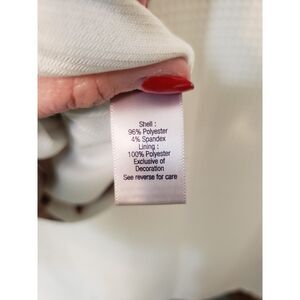 Shell :
96% Polyester
4% Spandex
Lining :
100% Polyester
Exclusive of
Decoration
See reverse for care